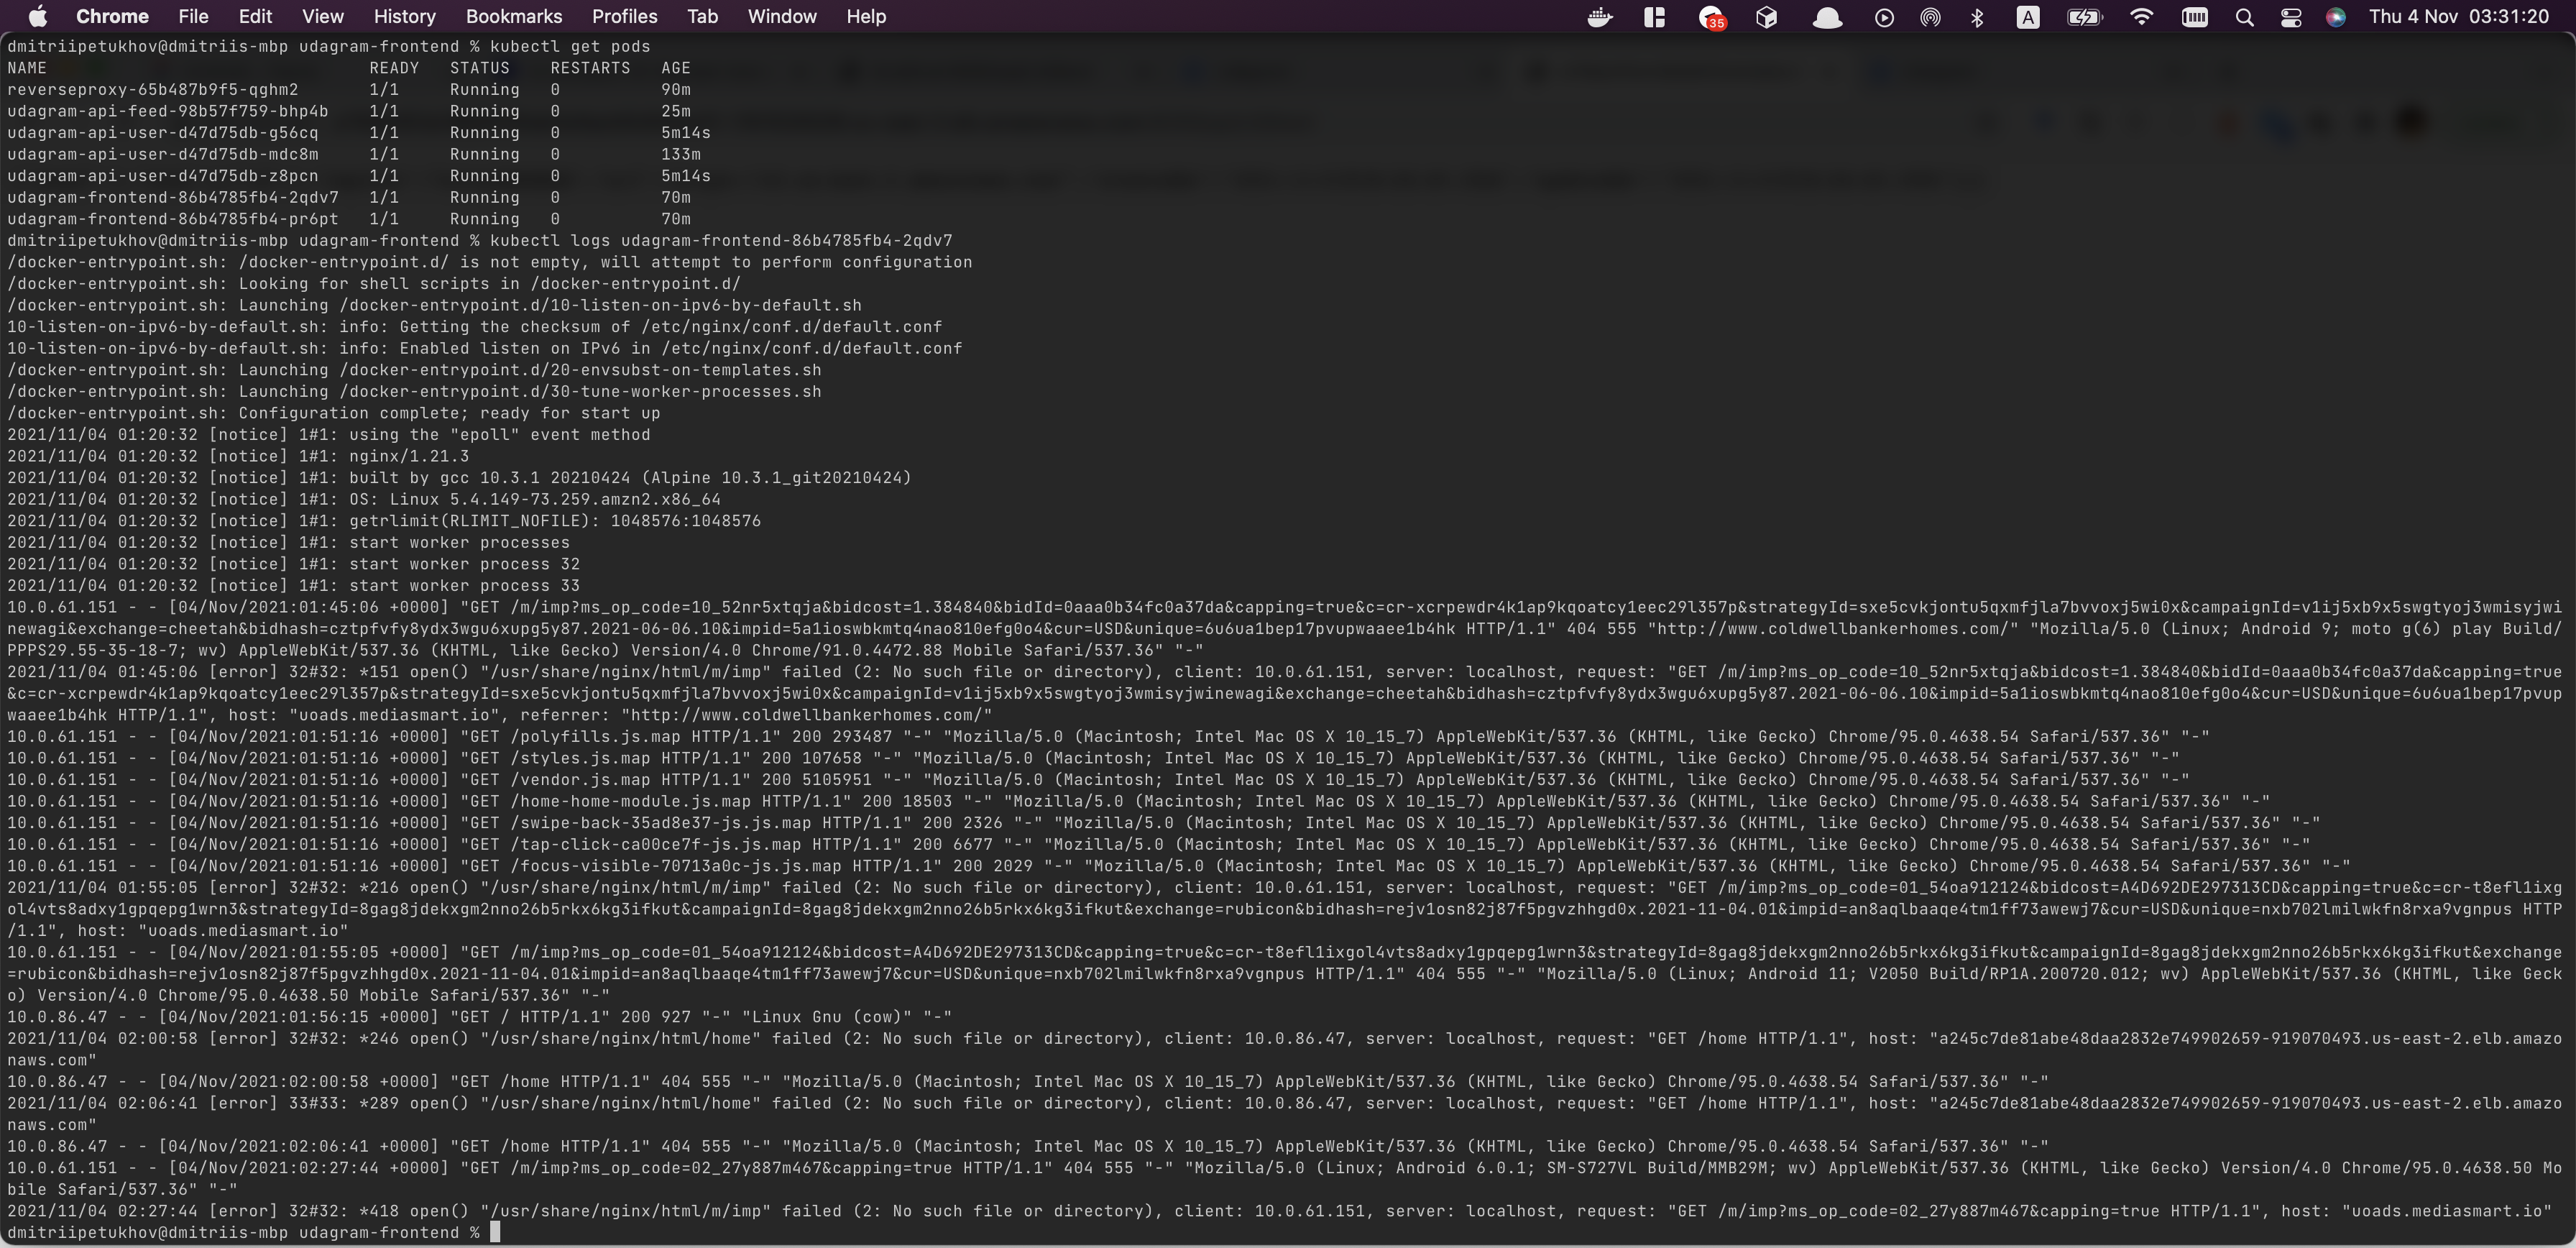 Chrome File Edit View History Bookmarks Profiles Tab Window Help 35 A Thu 4 Nov 03:31:20
dmitriipetukhov@dmitriis-mbp udagram-frontend % kubectl get pods
NAME READY STATUS RESTARTS AGE
reverseproxy-65b487b9f5-qghm2 1/1 Running 0 90m
udagram-api-feed-98b57f759-bhp4b 1/1 Running 0 25m
udagram-api-user-d47d75db-g56cq 1/1 Running 0 5m14s
udagram-api-user-d47d75db-mdc8m 1/1 Running 0 133m
udagram-api-user-d47d75db-z8pcn 1/1 Running 0 5m14s
udagram-frontend-86b4785fb4-2qdv7 1/1 Running 0 70m
udagram-frontend-86b4785fb4-pr6pt 1/1 Running 0 70m
dmitriipetukhov@dmitriis-mbp udagram-frontend % kubectl logs udagram-frontend-86b4785fb4-2qdv7
/docker-entrypoint.sh: /docker-entrypoint.d/ is not empty, will attempt to perform configuration
/docker-entrypoint.sh: Looking for shell scripts in /docker-entrypoint.d/
/docker-entrypoint.sh: Launching /docker-entrypoint.d/10-listen-on-ipv6-by-default.sh
10-listen-on-ipv6-by-default.sh: info: Getting the checksum of /etc/nginx/conf.d/default.conf
10-listen-on-ipv6-by-default.sh: info: Enabled listen on IPv6 in /etc/nginx/conf.d/default.conf
/docker-entrypoint.sh: Launching /docker-entrypoint.d/20-envsubst-on-templates.sh
/docker-entrypoint.sh: Launching /docker-entrypoint.d/30-tune-worker-processes.sh
/docker-entrypoint.sh: Configuration complete; ready for start up
2021/11/04 01:20:32 [notice] 1#1: using the "epoll" event method
2021/11/04 01:20:32 [notice] 1#1: nginx/1.21.3
2021/11/04 01:20:32 [notice] 1#1: built by gcc 10.3.1 20210424 (Alpine 10.3.1_git20210424)
2021/11/04 01:20:32 [notice] 1#1: OS: Linux 5.4.149-73.259.amzn2.x86_64
2021/11/04 01:20:32 [notice] 1#1: getrlimit(RLIMIT_NOFILE): 1048576:1048576
2021/11/04 01:20:32 [notice] 1#1: start worker processes
2021/11/04 01:20:32 [notice] 1#1: start worker process 32
2021/11/04 01:20:32 [notice] 1#1: start worker process 33
10.0.61.151 - - [04/Nov/2021:01:45:06 +0000] "GET /m/imp?ms_op_code=10_52nr5xtqja&bidcost=1.384840&bidId=0aaa0b34fc0a37da&capping=true&c=cr-xcrpewdr4k1ap9kqoatcy1eec29l357p&strategyId=sxe5cvkjontu5qxmfjla7bvvoxj5wi0x&campaignId=v1ij5xb9x5swgtyoj3wmisyjwi
newagi&exchange=cheetah&bidhash=cztpfvfy8ydx3wgu6xupg5y87.2021-06-06.10&impid=5a1ioswbkmtq4nao810efg0o4&cur=USD&unique=6u6ua1bep17pvupwaaee1b4hk HTTP/1.1" 404 555 "http://www.coldwellbankerhomes.com/" "Mozilla/5.0 (Linux; Android 9; moto g(6) play Build/
PPPS29.55-35-18-7; wv) AppleWebKit/537.36 (KHTML, like Gecko) Version/4.0 Chrome/91.0.4472.88 Mobile Safari/537.36" "-"
2021/11/04 01:45:06 [error] 32#32: *151 open() "/usr/share/nginx/html/m/imp" failed (2: No such file or directory), client: 10.0.61.151, server: localhost, request: "GET /m/imp?ms_op_code=10_52nr5xtqja&bidcost=1.384840&bidId=0aaa0b34fc0a37da&capping=true
&c=cr-xcrpewdr4k1ap9kqoatcy1eec29l357p&strategyId=sxe5cvkjontu5qxmfjla7bvvoxj5wi0x&campaignId=v1ij5xb9x5swgtyoj3wmisyjwinewagi&exchange=cheetah&bidhash=cztpfvfy8ydx3wgu6xupg5y87.2021-06-06.10&impid=5a1ioswbkmtq4nao810efg0o4&cur=USD&unique=6u6ua1bep17pvup
waaee1b4hk HTTP/1.1", host: "uoads.mediasmart.io", referrer: "http://www.coldwellbankerhomes.com/"
10.0.61.151 - - [04/Nov/2021:01:51:16 +0000] "GET /polyfills.js.map HTTP/1.1" 200 293487 "-" "Mozilla/5.0 (Macintosh; Intel Mac OS X 10_15_7) AppleWebKit/537.36 (KHTML, like Gecko) Chrome/95.0.4638.54 Safari/537.36" "-"
10.0.61.151 - - [04/Nov/2021:01:51:16 +0000] "GET /styles.js.map HTTP/1.1" 200 107658 "-" "Mozilla/5.0 (Macintosh; Intel Mac OS X 10_15_7) AppleWebKit/537.36 (KHTML, like Gecko) Chrome/95.0.4638.54 Safari/537.36" "-"
10.0.61.151 - - [04/Nov/2021:01:51:16 +0000] "GET /vendor.js.map HTTP/1.1" 200 5105951 "-" "Mozilla/5.0 (Macintosh; Intel Mac OS X 10_15_7) AppleWebKit/537.36 (KHTML, like Gecko) Chrome/95.0.4638.54 Safari/537.36" "-"
10.0.61.151 - - [04/Nov/2021:01:51:16 +0000] "GET /home-home-module.js.map HTTP/1.1" 200 18503 "-" "Mozilla/5.0 (Macintosh; Intel Mac OS X 10_15_7) AppleWebKit/537.36 (KHTML, like Gecko) Chrome/95.0.4638.54 Safari/537.36" "-"
10.0.61.151 - - [04/Nov/2021:01:51:16 +0000] "GET /swipe-back-35ad8e37-js.js.map HTTP/1.1" 200 2326 "-" "Mozilla/5.0 (Macintosh; Intel Mac OS X 10_15_7) AppleWebKit/537.36 (KHTML, like Gecko) Chrome/95.0.4638.54 Safari/537.36" "-"
10.0.61.151 - - [04/Nov/2021:01:51:16 +0000] "GET /tap-click-ca00ce7f-js.js.map HTTP/1.1" 200 6677 "-" "Mozilla/5.0 (Macintosh; Intel Mac OS X 10_15_7) AppleWebKit/537.36 (KHTML, like Gecko) Chrome/95.0.4638.54 Safari/537.36" "-"
10.0.61.151 - - [04/Nov/2021:01:51:16 +0000] "GET /focus-visible-70713a0c-js.js.map HTTP/1.1" 200 2029 "-" "Mozilla/5.0 (Macintosh; Intel Mac OS X 10_15_7) AppleWebKit/537.36 (KHTML, like Gecko) Chrome/95.0.4638.54 Safari/537.36" "-"
2021/11/04 01:55:05 [error] 32#32: *216 open() "/usr/share/nginx/html/m/imp" failed (2: No such file or directory), client: 10.0.61.151, server: localhost, request: "GET /m/imp?ms_op_code=01_54oa912124&bidcost=A4D692DE297313CD&capping=true&c=cr-t8efl1ixg
ol4vts8adxy1gpqepg1wrn3&strategyId=8gag8jdekxgm2nno26b5rkx6kg3ifkut&campaignId=8gag8jdekxgm2nno26b5rkx6kg3ifkut&exchange=rubicon&bidhash=rejv1osn82j87f5pgvzhhgd0x.2021-11-04.01&impid=an8aqlbaaqe4tm1ff73awewj7&cur=USD&unique=nxb702lmilwkfn8rxa9vgnpus HTTP
/1.1", host: "uoads.mediasmart.io"
10.0.61.151 - - [04/Nov/2021:01:55:05 +0000] "GET /m/imp?ms_op_code=01_54oa912124&bidcost=A4D692DE297313CD&capping=true&c=cr-t8efl1ixgol4vts8adxy1gpqepg1wrn3&strategyId=8gag8jdekxgm2nno26b5rkx6kg3ifkut&campaignId=8gag8jdekxgm2nno26b5rkx6kg3ifkut&exchange
=rubicon&bidhash=rejv1osn82j87f5pgvzhhgd0x.2021-11-04.01&impid=an8aqlbaaqe4tm1ff73awewj7&cur=USD&unique=nxb702lmilwkfn8rxa9vgnpus HTTP/1.1" 404 555 "-" "Mozilla/5.0 (Linux; Android 11; V2050 Build/RP1A.200720.012; wv) AppleWebKit/537.36 (KHTML, like Geck
o) Version/4.0 Chrome/95.0.4638.50 Mobile Safari/537.36" "-"
10.0.86.47 - - [04/Nov/2021:01:56:15 +0000] "GET / HTTP/1.1" 200 927 "-" "Linux Gnu (cow)" "-"
2021/11/04 02:00:58 [error] 32#32: *246 open() "/usr/share/nginx/html/home" failed (2: No such file or directory), client: 10.0.86.47, server: localhost, request: "GET /home HTTP/1.1", host: "a245c7de81abe48daa2832e749902659-919070493.us-east-2.elb.amazo
naws.com"
10.0.86.47 - - [04/Nov/2021:02:00:58 +0000] "GET /home HTTP/1.1" 404 555 "-" "Mozilla/5.0 (Macintosh; Intel Mac OS X 10_15_7) AppleWebKit/537.36 (KHTML, like Gecko) Chrome/95.0.4638.54 Safari/537.36" "-"
2021/11/04 02:06:41 [error] 33#33: *289 open() "/usr/share/nginx/html/home" failed (2: No such file or directory), client: 10.0.86.47, server: localhost, request: "GET /home HTTP/1.1", host: "a245c7de81abe48daa2832e749902659-919070493.us-east-2.elb.amazo
naws.com"
10.0.86.47 - - [04/Nov/2021:02:06:41 +0000] "GET /home HTTP/1.1" 404 555 "-" "Mozilla/5.0 (Macintosh; Intel Mac OS X 10_15_7) AppleWebKit/537.36 (KHTML, like Gecko) Chrome/95.0.4638.54 Safari/537.36" "-"
10.0.61.151 - - [04/Nov/2021:02:27:44 +0000] "GET /m/imp?ms_op_code=02_27y887m467&capping=true HTTP/1.1" 404 555 "-" "Mozilla/5.0 (Linux; Android 6.0.1; SM-S727VL Build/MMB29M; wv) AppleWebKit/537.36 (KHTML, like Gecko) Version/4.0 Chrome/95.0.4638.50 Mo
bile Safari/537.36" "-"
2021/11/04 02:27:44 [error] 32#32: *418 open() "/usr/share/nginx/html/m/imp" failed (2: No such file or directory), client: 10.0.61.151, server: localhost, request: "GET /m/imp?ms_op_code=02_27y887m467&capping=true HTTP/1.1", host: "uoads.mediasmart.io"
dmitriipetukhov@dmitriis-mbp udagram-frontend %